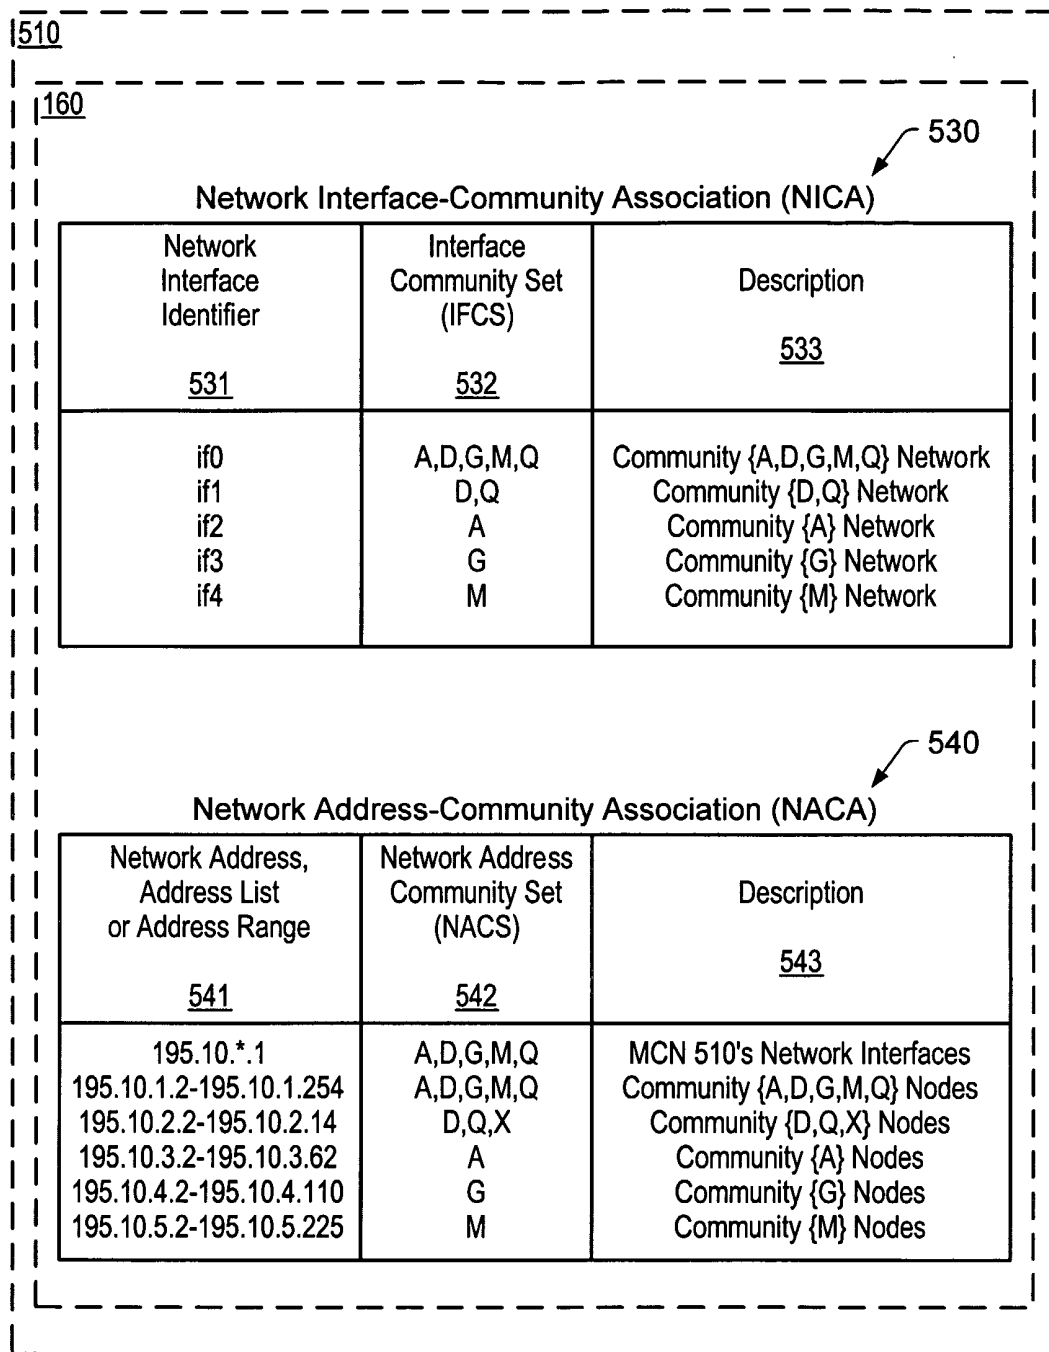 510
160
530
Network Interface-Community Association (NICA)
Network
Interface
Identifier
531
Interface
Community Set
(IFCS)
532
Description
533
if0 A,D,G,M,Q Community {A,D,G,M,Q} Network
if1 D,Q Community {D,Q} Network
if2 A Community {A} Network
if3 G Community {G} Network
if4 M Community {M} Network
540
Network Address-Community Association (NACA)
Network Address,
Address List
or Address Range
541
Network Address
Community Set
(NACS)
542
Description
543
195.10.*.1 A,D,G,M,Q MCN 510's Network Interfaces
195.10.1.2-195.10.1.254 A,D,G,M,Q Community {A,D,G,M,Q} Nodes
195.10.2.2-195.10.2.14 D,Q,X Community {D,Q,X} Nodes
195.10.3.2-195.10.3.62 A Community {A} Nodes
195.10.4.2-195.10.4.110 G Community {G} Nodes
195.10.5.2-195.10.5.225 M Community {M} Nodes